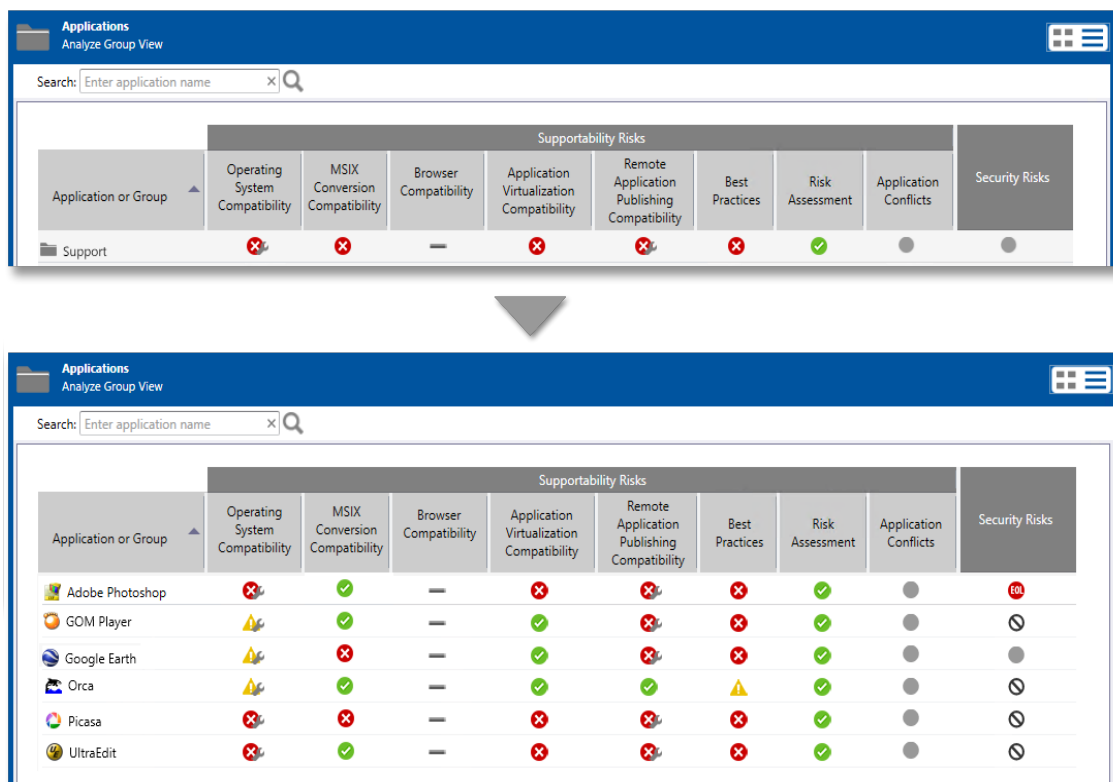 Applications
Analyze Group View
Search: Enter application name
Supportability Risks
Application or Group
Operating
System
Compatibility
MSIX
Conversion
Compatibility
Browser
Compatibility
Application
Virtualization
Compatibility
Remote
Application
Publishing
Compatibility
Best
Practices
Risk
Assessment
Application
Conflicts
Security Risks
Support
Applications
Analyze Group View
Search: Enter application name
Supportability Risks
Application or Group
Operating
System
Compatibility
MSIX
Conversion
Compatibility
Browser
Compatibility
Application
Virtualization
Compatibility
Remote
Application
Publishing
Compatibility
Best
Practices
Risk
Assessment
Application
Conflicts
Security Risks
Adobe Photoshop EOL
GOM Player
Google Earth
Orca
Picasa
UltraEdit